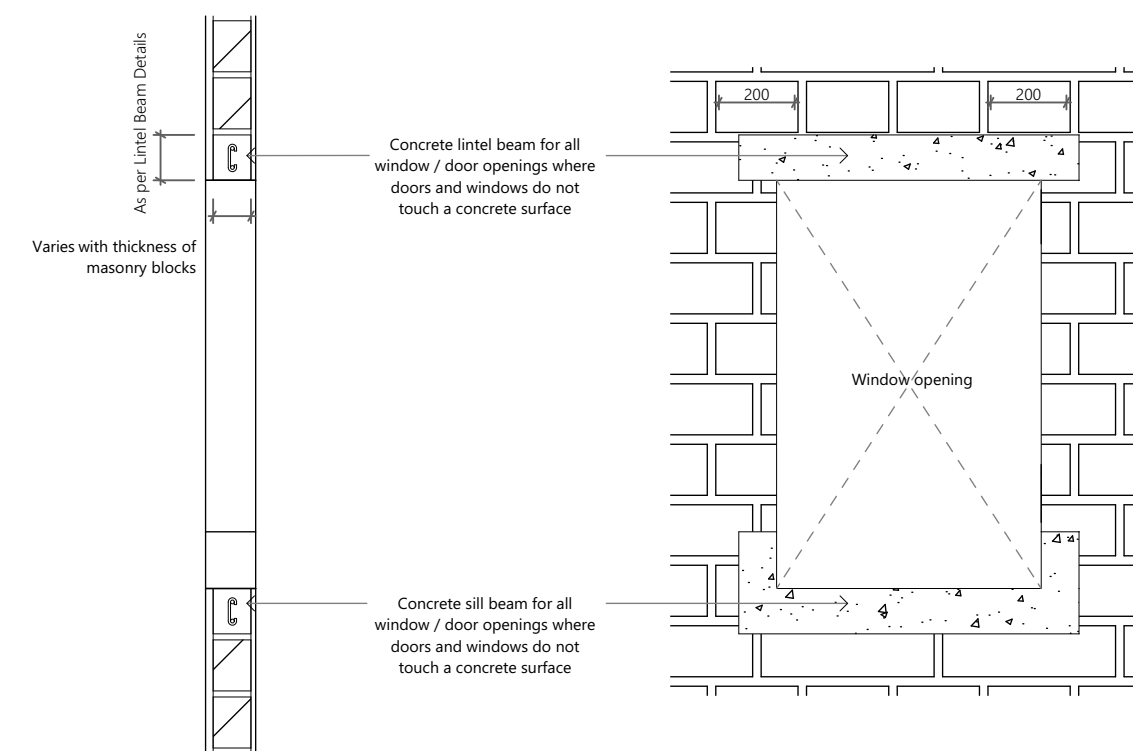 As per Lintel Beam Details
Varies with thickness of
masonry blocks
Concrete lintel beam for all
window / door openings where
doors and windows do not
touch a concrete surface
200
200
Window opening
Concrete sill beam for all
window / door openings where
doors and windows do not
touch a concrete surface